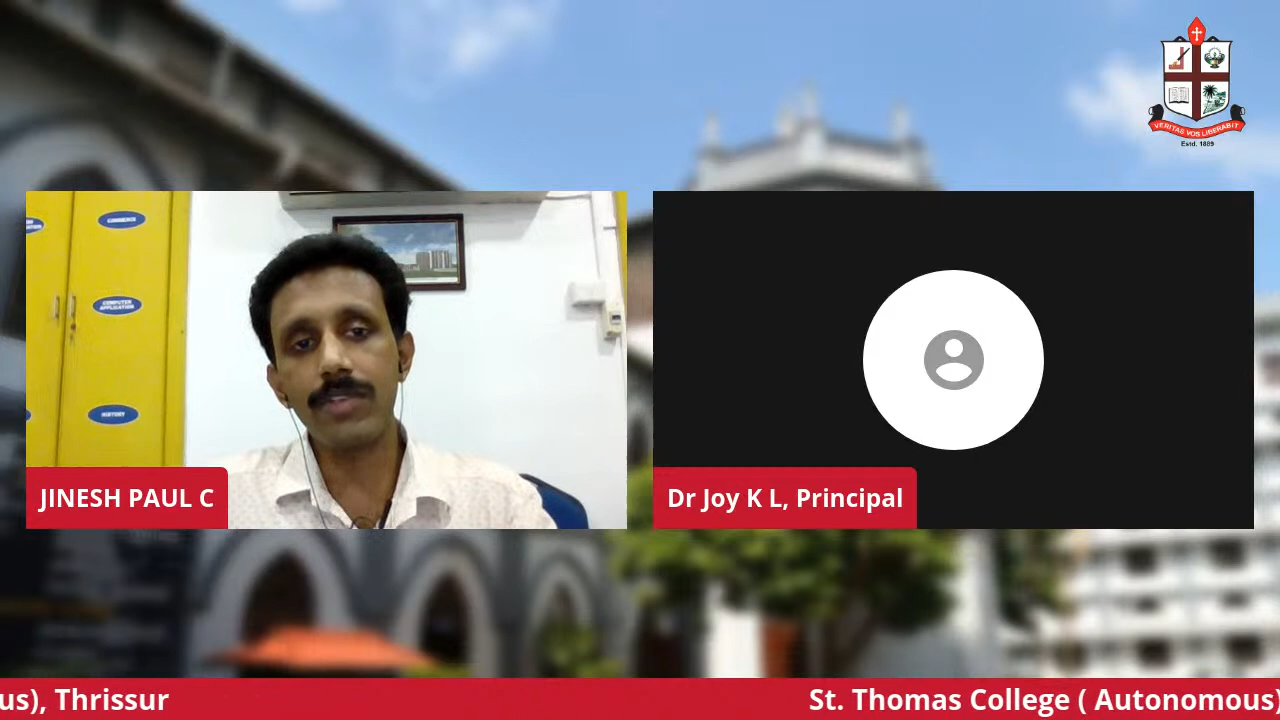 VERITAS VOS LIBERABIT
Estd. 1889
COMMERCE
COMPUTER
APPLICATION
HISTORY
JINESH PAUL C
Dr Joy K L, Principal
us), Thrissur
St. Thomas College ( Autonomous)